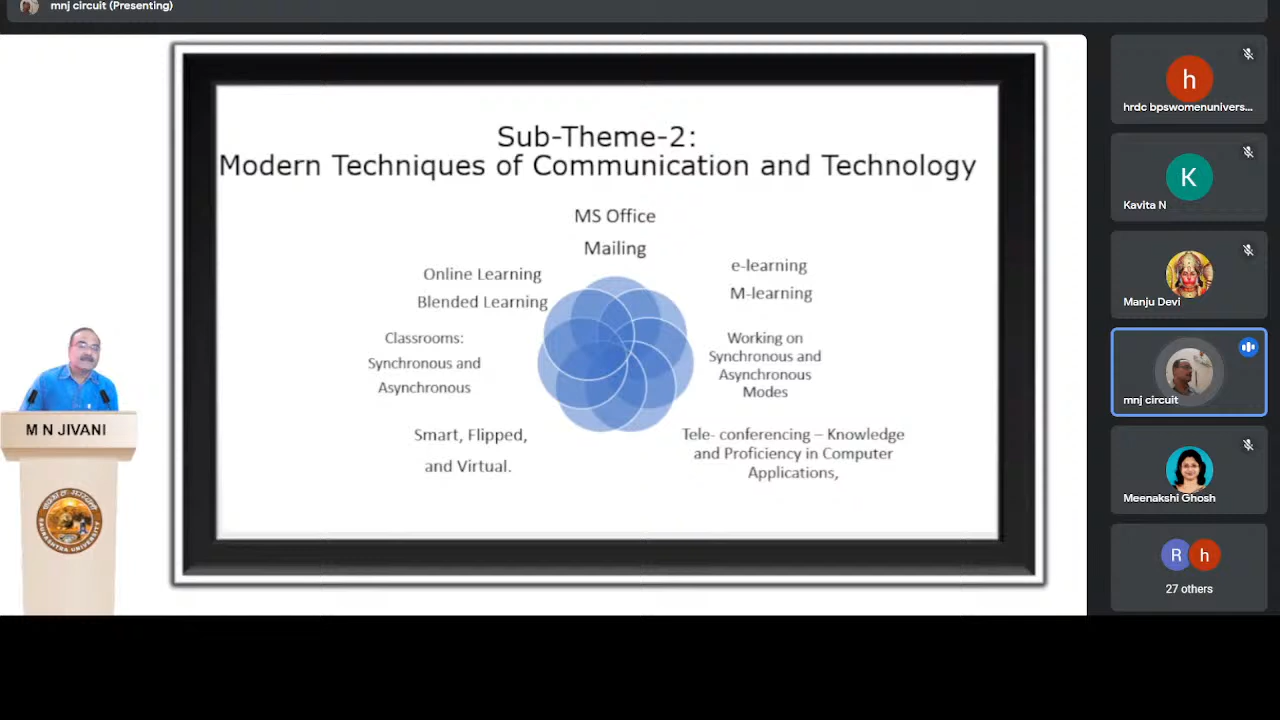 mnj circuit (Presenting)
Sub-Theme-2:
Modern Techniques of Communication and Technology
MS Office
Mailing
Online Learning
Blended Learning
e-learning
M-learning
Classrooms:
Synchronous and
Asynchronous
Working on
Synchronous and
Asynchronous
Modes
Smart, Flipped,
and Virtual.
Tele- conferencing – Knowledge
and Proficiency in Computer
Applications,
M N JIVANI
SAURASHTRA UNIVERSITY
h
hrdc bpswomenunivers...
K
Kavita N
Manju Devi
mnj circuit
Meenakshi Ghosh
R
h
27 others